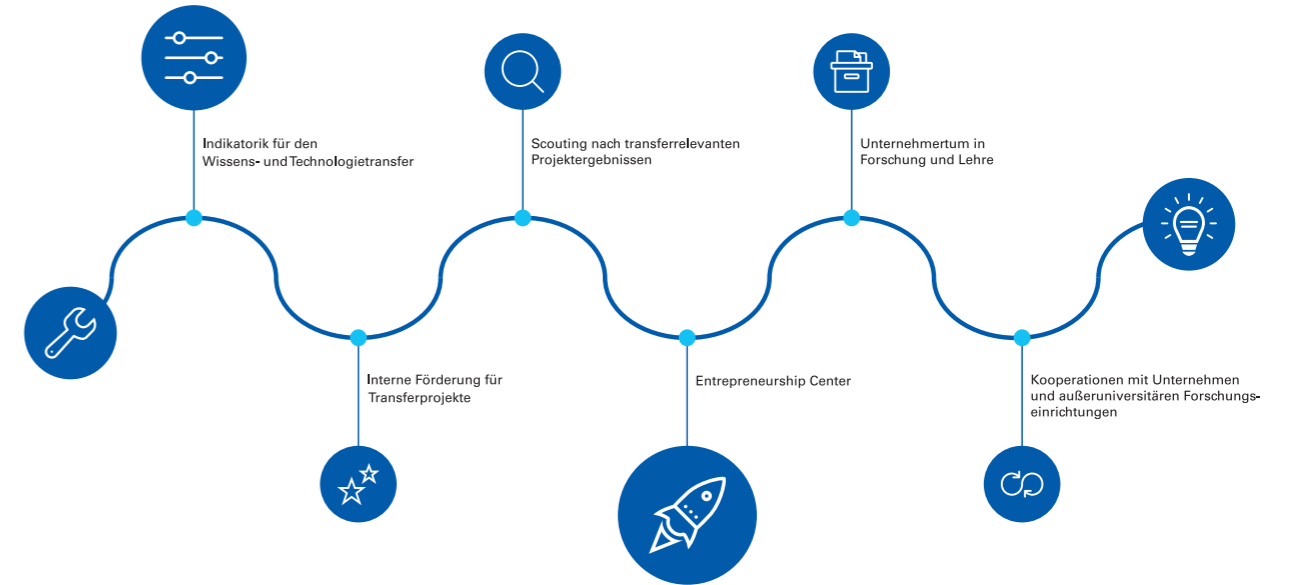 Indikatorik für den
Wissens- und Technologietransfer
Scouting nach transferrelevanten
Projektergebnissen
Unternehmertum in
Forschung und Lehre
Interne Förderung für
Transferprojekte
Entrepreneurship Center
Kooperationen mit Unternehmen
und außeruniversitären Forschungs-
einrichtungen